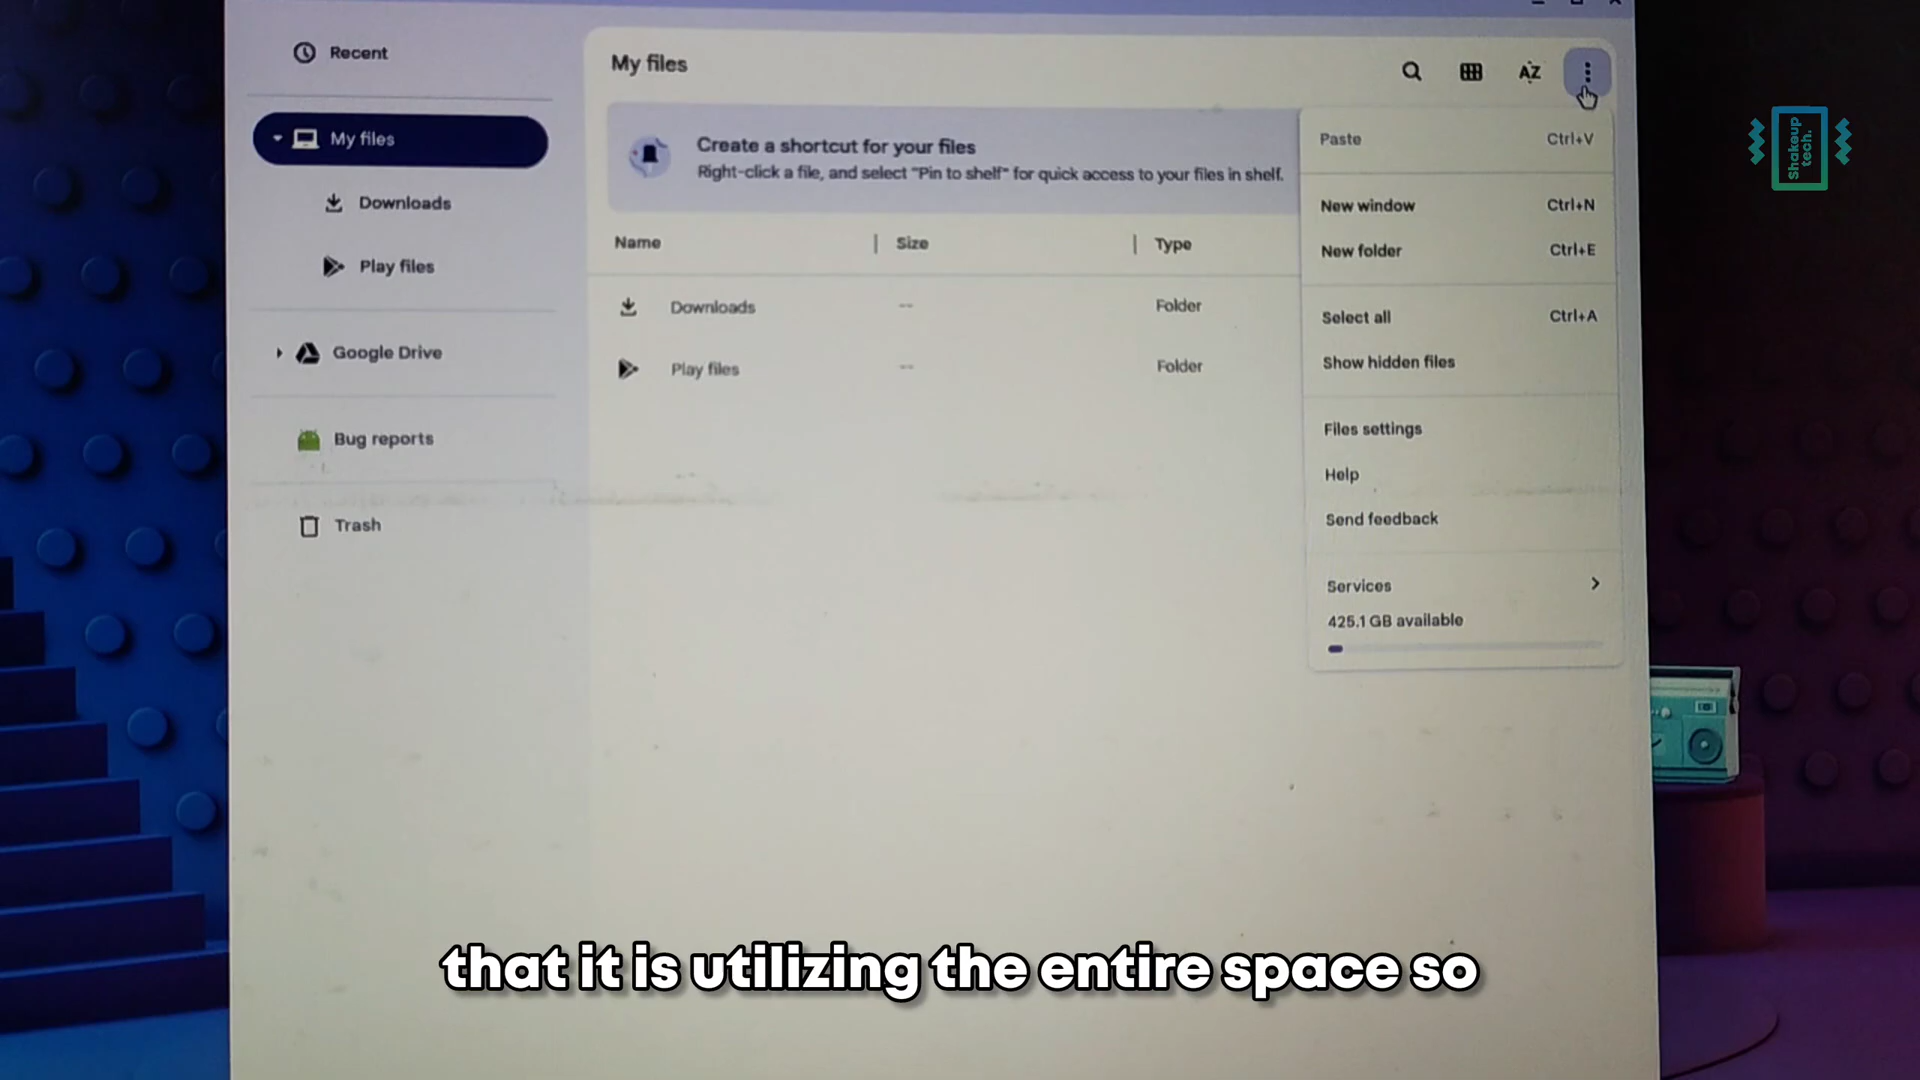 Recent
My files
Downloads
Play files
Google Drive
Bug reports
Trash
My files
AZ
Create a shortcut for your files
Right-click a file, and select "Pin to shelf" for quick access to your files in shelf.
Name | Size | Type
Downloads -- Folder
Play files -- Folder
Paste Ctrl+V
New window Ctrl+N
New folder Ctrl+E
Select all Ctrl+A
Show hidden files
Files settings
Help
Send feedback
Services
425.1 GB available
Shakeup
tech.
that it is utilizing the entire space so